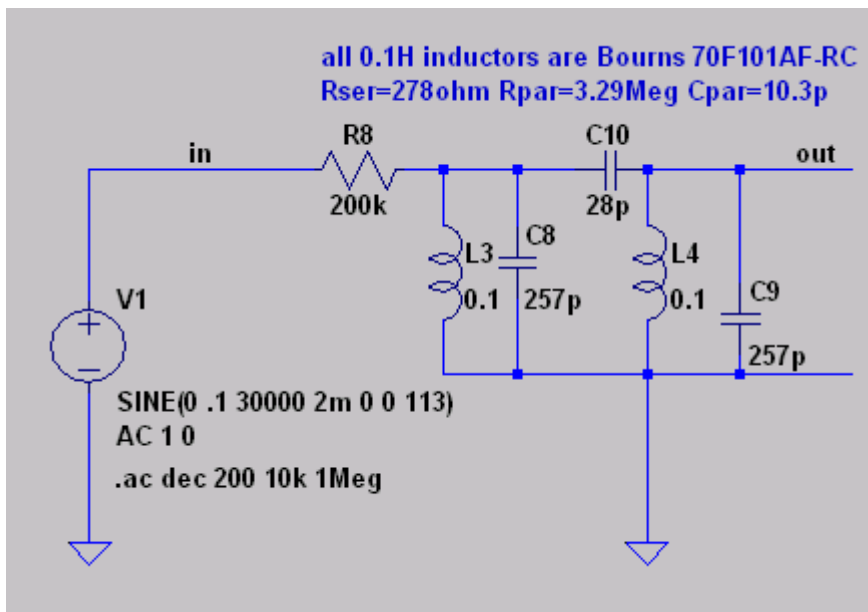 all 0.1H inductors are Bourns 70F101AF-RC
Rser=278ohm Rpar=3.29Meg Cpar=10.3p
in
R8
200k
C10
28p
out
L3
0.1
C8
257p
L4
0.1
C9
257p
V1
SINE(0 .1 30000 2m 0 0 113)
AC 1 0
.ac dec 200 10k 1Meg